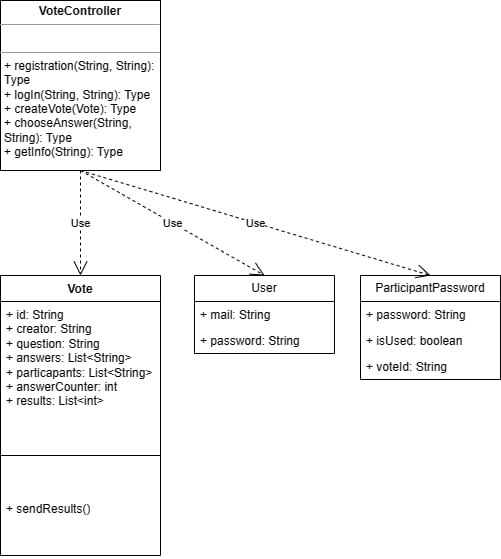 VoteController
+ registration(String, String):
Type
+ logIn(String, String): Type
+ createVote(Vote): Type
+ chooseAnswer(String,
String): Type
+ getInfo(String): Type
Use
Use
Use
Vote
+ id: String
+ creator: String
+ question: String
+ answers: List<String>
+ particapants: List<String>
+ answerCounter: int
+ results: List<int>
+ sendResults()
User
+ mail: String
+ password: String
ParticipantPassword
+ password: String
+ isUsed: boolean
+ voteId: String